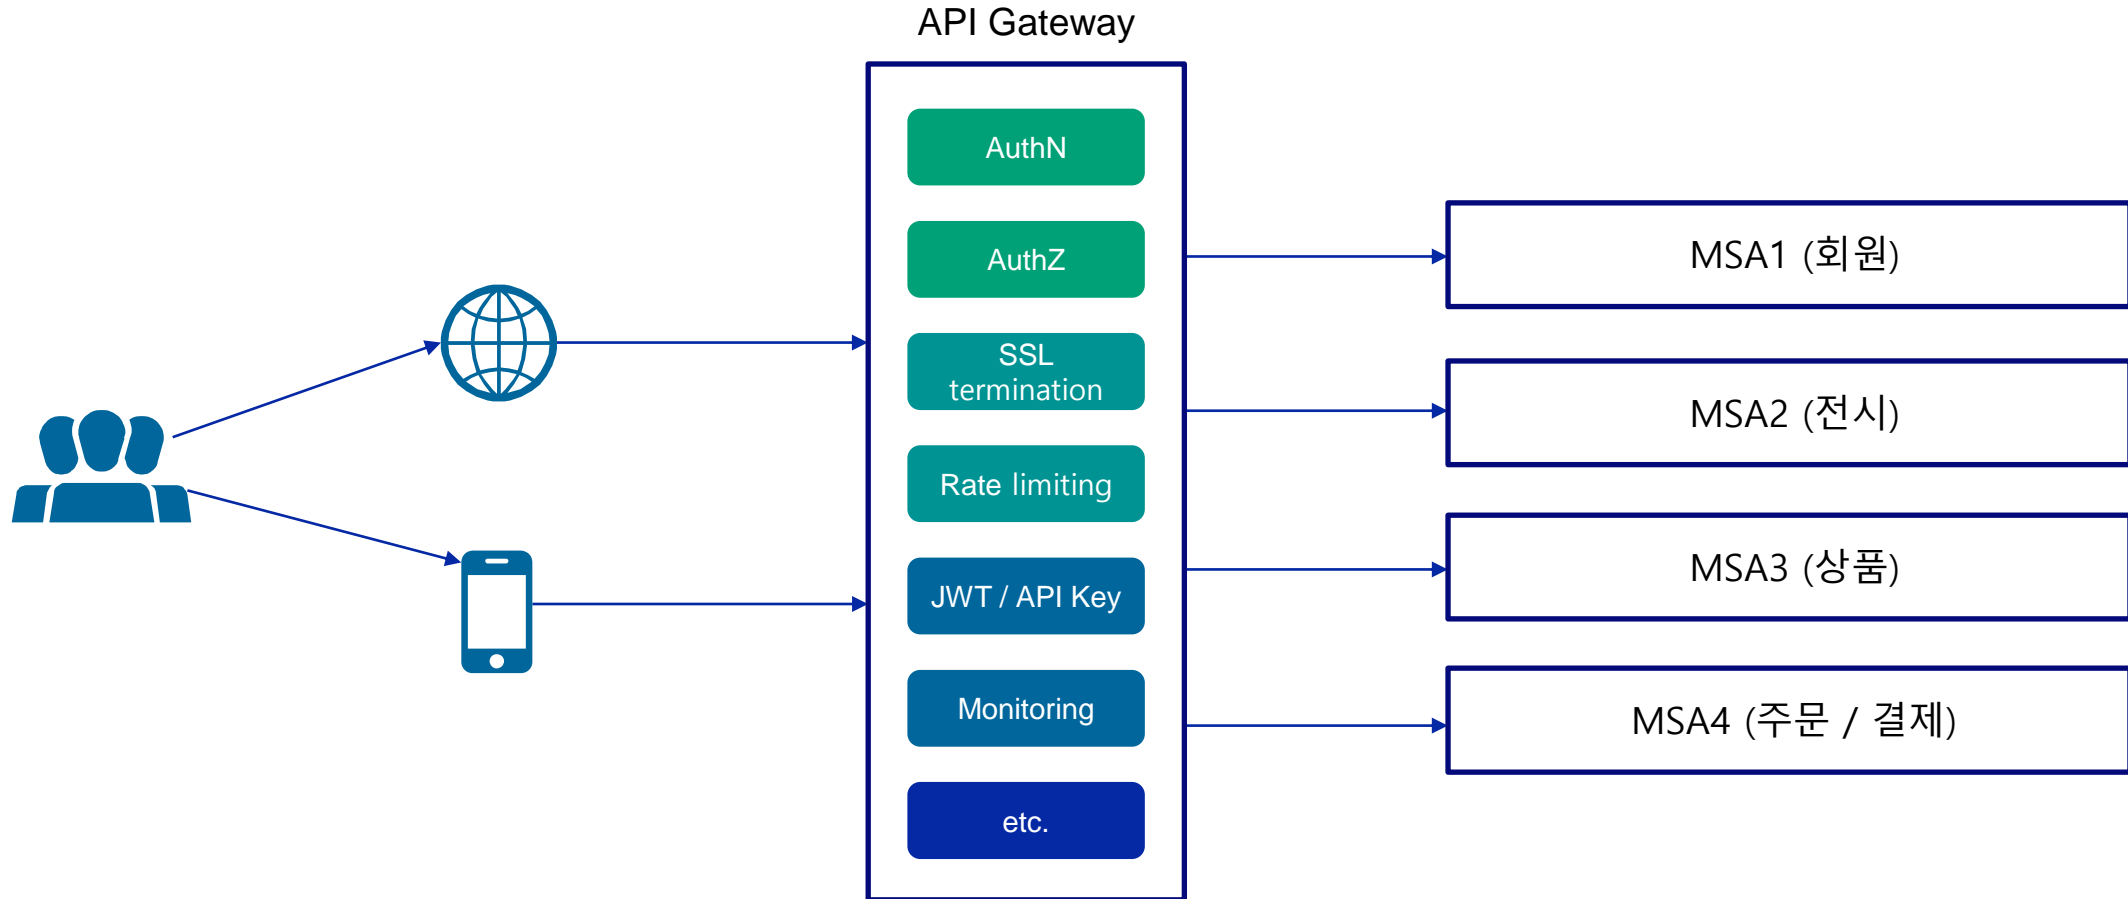 API Gateway
AuthN
AuthZ
SSL
termination
Rate limiting
JWT / API Key
Monitoring
etc.
MSA1 (회원)
MSA2 (전시)
MSA3 (상품)
MSA4 (주문 / 결제)